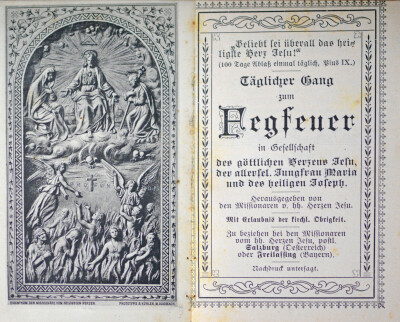 "Geliebt sei überall das hei-
ligste Herz Jesu!"
(100 Tage Ablaß einmal täglich, Pius IX.)
Täglicher Gang
zum
Fegfeuer
in Gesellschaft
des göttlichen Herzens Jesu,
der allersel. Jungfrau Maria
und des heiligen Joseph.
Herausgegeben von
den Missionaren v. hh. Herzen Jesu.
Mit Erlaubnis der kirchl. Obrigkeit.
Zu beziehen bei den Missionaren
vom hh. Herzen Jesu, postl.
Salzburg (Oesterreich)
oder Freilassing (Bayern).
Nachdruck untersagt.